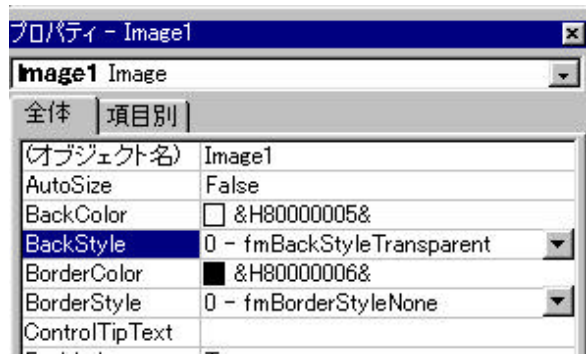 プロパティ - Image1
Image1 Image
全体 項目別
(オブジェクト名) Image1
AutoSize False
BackColor &H80000005&
BackStyle 0 - fmBackStyleTransparent
BorderColor &H80000006&
BorderStyle 0 - fmBorderStyleNone
ControlTipText